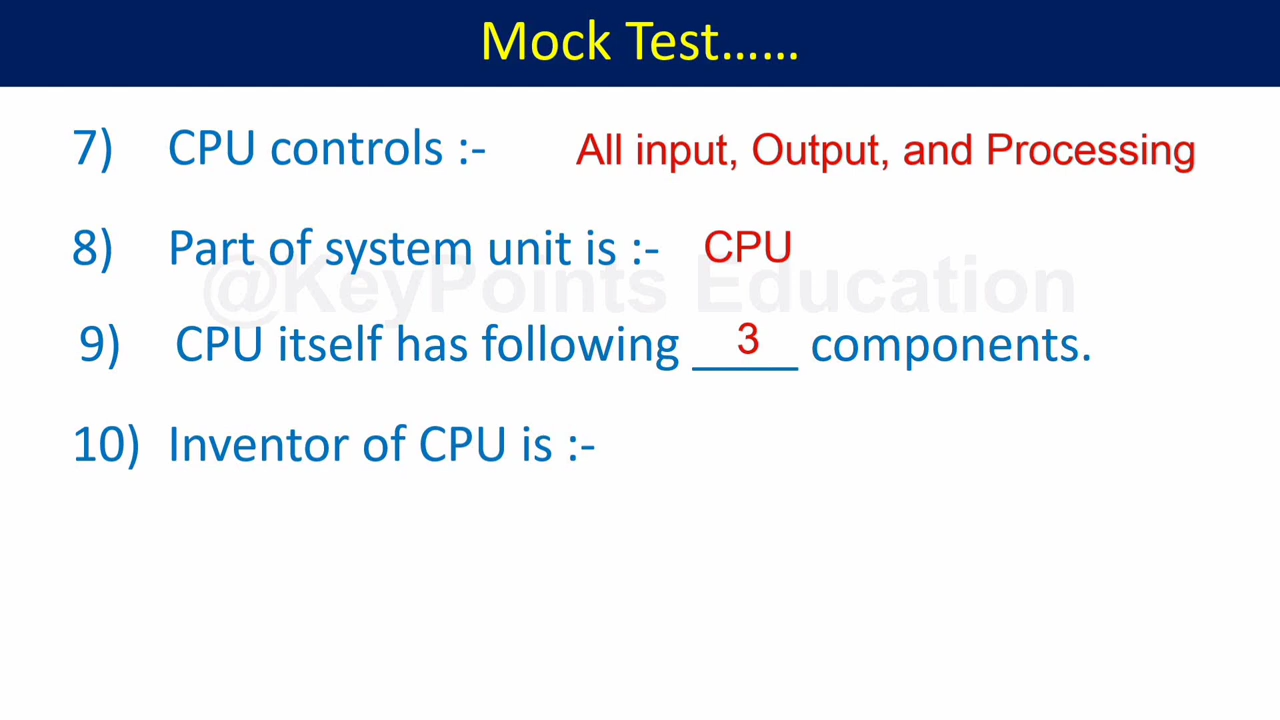 Mock Test......
7) CPU controls :- All input, Output, and Processing
8) Part of system unit is :- CPU
@KeyPoints Education
9) CPU itself has following 3 components.
10) Inventor of CPU is :-